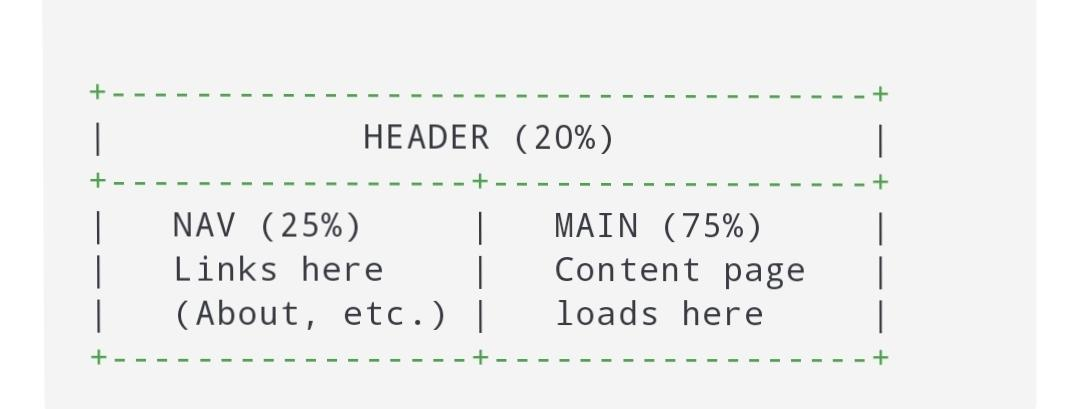 +-----------------------------------+
|            HEADER (20%)            |
+-----------------+-----------------+
|   NAV (25%)     |   MAIN (75%)     |
|   Links here    |   Content page   |
|   (About, etc.) |   loads here     |
+-----------------+-----------------+